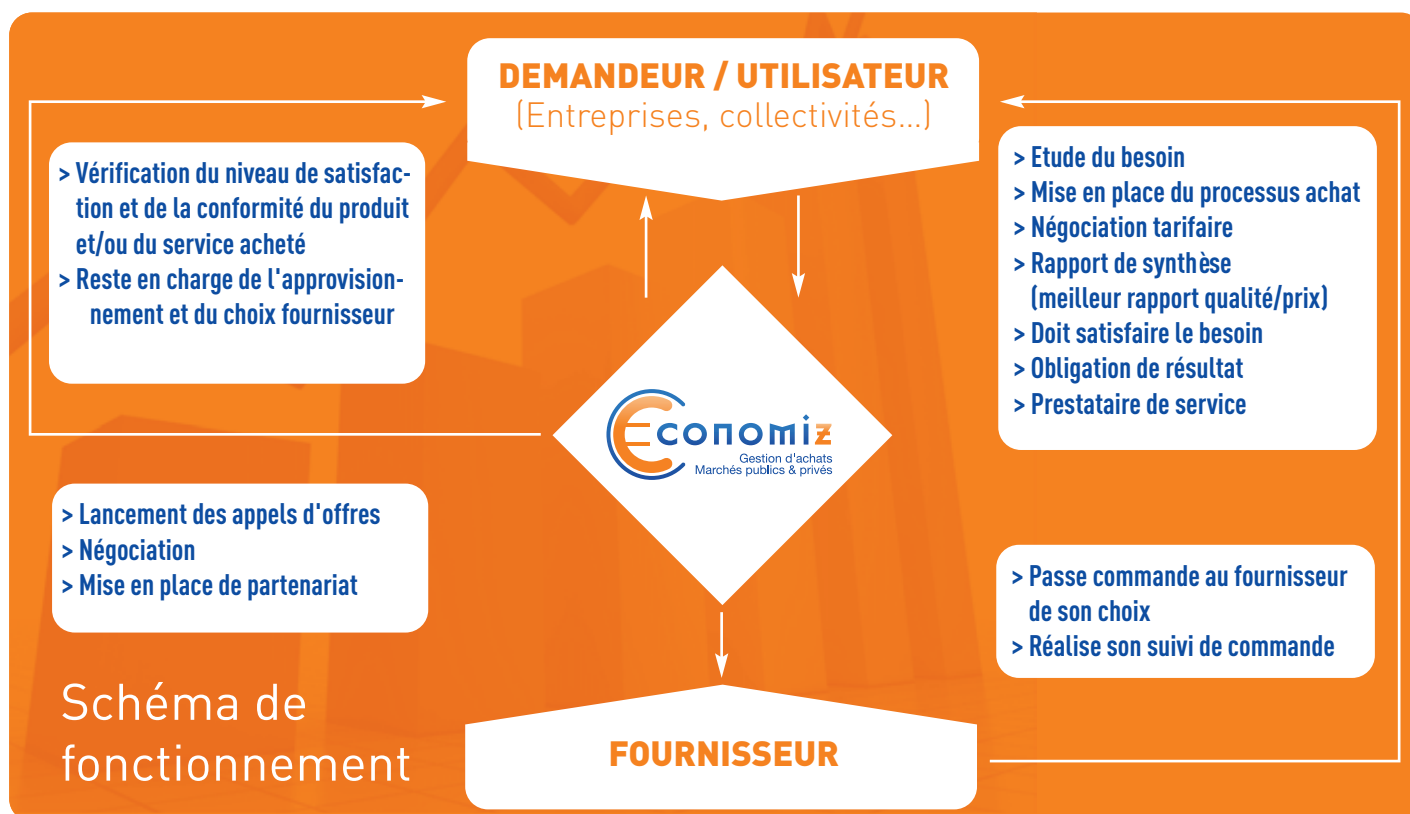 DEMANDEUR / UTILISATEUR
(Entreprises, collectivités...)
> Vérification du niveau de satisfac-
tion et de la conformité du produit
et/ou du service acheté
> Reste en charge de l'approvision-
nement et du choix fournisseur
> Etude du besoin
> Mise en place du processus achat
> Négociation tarifaire
> Rapport de synthèse
(meilleur rapport qualité/prix)
> Doit satisfaire le besoin
> Obligation de résultat
> Prestataire de service
Economiz
Gestion d'achats
Marchés publics & privés
> Lancement des appels d'offres
> Négociation
> Mise en place de partenariat
> Passe commande au fournisseur
de son choix
> Réalise son suivi de commande
Schéma de
fonctionnement
FOURNISSEUR